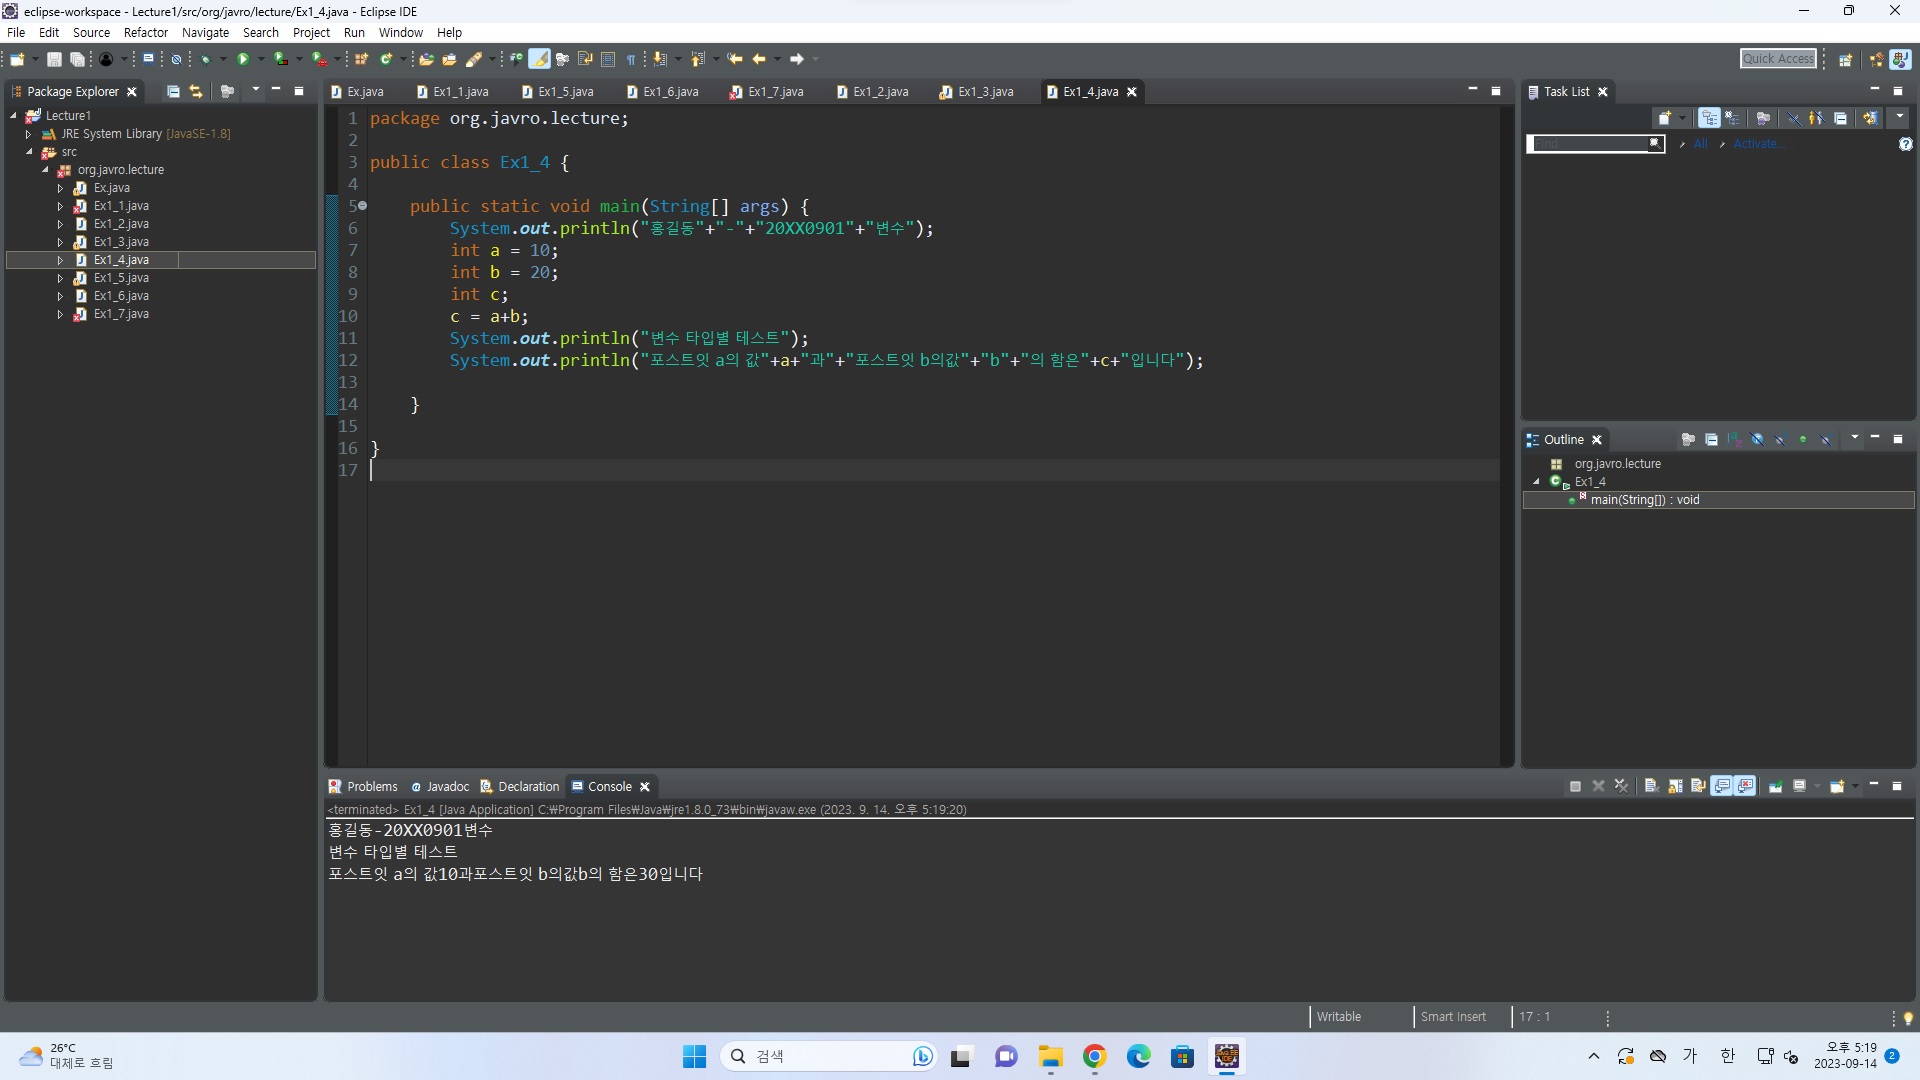 eclipse-workspace - Lecture1/src/org/javro/lecture/Ex1_4.java - Eclipse IDE
File Edit Source Refactor Navigate Search Project Run Window Help
Quick Access
Package Explorer
Lecture1
JRE System Library [JavaSE-1.8]
src
org.javro.lecture
Ex.java
Ex1_1.java
Ex1_2.java
Ex1_3.java
Ex1_4.java
Ex1_5.java
Ex1_6.java
Ex1_7.java
Ex.java Ex1_1.java Ex1_5.java Ex1_6.java Ex1_7.java Ex1_2.java Ex1_3.java Ex1_4.java
1 package org.javro.lecture;
2
3 public class Ex1_4 {
4
5 public static void main(String[] args) {
6 System.out.println("홍길동"+"-"+"20XX0901"+"변수");
7 int a = 10;
8 int b = 20;
9 int c;
10 c = a+b;
11 System.out.println("변수 타입별 테스트");
12 System.out.println("포스트잇 a의 값"+a+"과"+"포스트잇 b의값"+"b"+"의 함은"+c+"입니다");
13
14 }
15
16 }
17
Task List
Find All Activate...
Outline
org.javro.lecture
Ex1_4
main(String[]) : void
Problems Javadoc Declaration Console
<terminated> Ex1_4 [Java Application] C:₩Program Files₩Java₩jre1.8.0_73₩bin₩javaw.exe (2023. 9. 14. 오후 5:19:20)
홍길동-20XX0901변수
변수 타입별 테스트
포스트잇 a의 값10과포스트잇 b의값b의 함은30입니다
Writable Smart Insert 17 : 1
26°C
대체로 흐림
검색
가 한
오후 5:19
2023-09-14
2